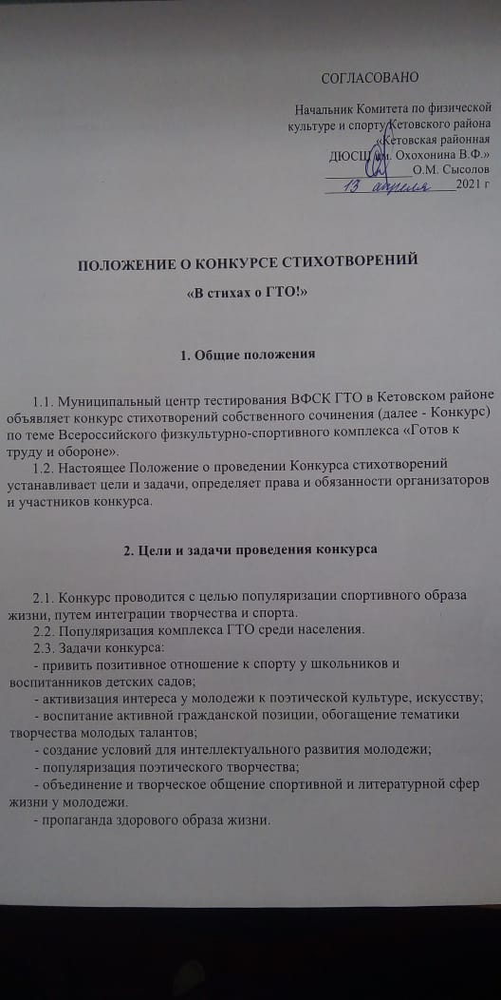 СОГЛАСОВАНО
Начальник Комитета по физической
культуре и спорту Кетовского района
«Кетовская районная
ДЮСШ им. Охохонина В.Ф.»
О.М. Сысолов
13 апреля 2021 г
ПОЛОЖЕНИЕ О КОНКУРСЕ СТИХОТВОРЕНИЙ
«В стихах о ГТО!»
1. Общие положения
1.1. Муниципальный центр тестирования ВФСК ГТО в Кетовском районе
объявляет конкурс стихотворений собственного сочинения (далее - Конкурс)
по теме Всероссийского физкультурно-спортивного комплекса «Готов к
труду и обороне».
1.2. Настоящее Положение о проведении Конкурса стихотворений
устанавливает цели и задачи, определяет права и обязанности организаторов
и участников конкурса.
2. Цели и задачи проведения конкурса
2.1. Конкурс проводится с целью популяризации спортивного образа
жизни, путем интеграции творчества и спорта.
2.2. Популяризация комплекса ГТО среди населения.
2.3. Задачи конкурса:
- привить позитивное отношение к спорту у школьников и
воспитанников детских садов;
- активизация интереса у молодежи к поэтической культуре, искусству;
- воспитание активной гражданской позиции, обогащение тематики
творчества молодых талантов;
- создание условий для интеллектуального развития молодежи;
- популяризация поэтического творчества;
- объединение и творческое общение спортивной и литературной сфер
жизни у молодежи.
- пропаганда здорового образа жизни.